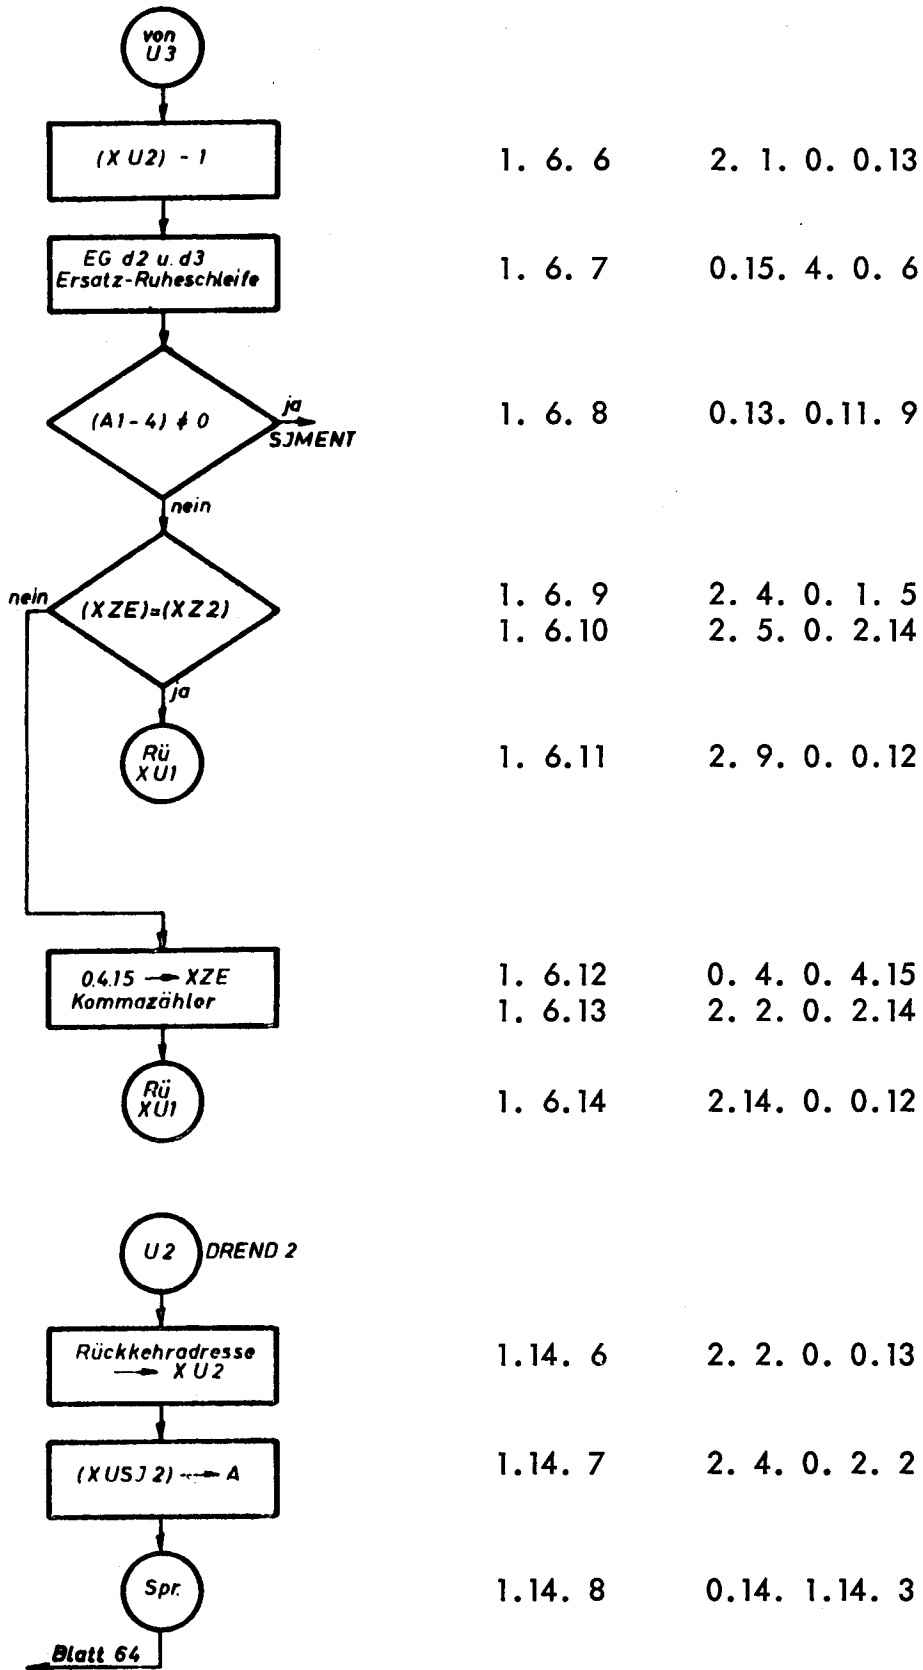 von
U 3
(X U2) - 1
1. 6. 6 2. 1. 0. 0.13
EG d2 u. d3
Ersatz-Ruheschleife
1. 6. 7 0.15. 4. 0. 6
(A1-4) ≠ 0
ja
SJMENT
1. 6. 8 0.13. 0.11. 9
nein
nein
(XZE)=(XZ2)
1. 6. 9 2. 4. 0. 1. 5
1. 6.10 2. 5. 0. 2.14
ja
Rü
XU1
1. 6.11 2. 9. 0. 0.12
0.4.15 → XZE
Kommazähler
1. 6.12 0. 4. 0. 4.15
1. 6.13 2. 2. 0. 2.14
Rü
XU1
1. 6.14 2.14. 0. 0.12
U 2
DREND 2
Rückkehradresse
→ X U2
1.14. 6 2. 2. 0. 0.13
(XUSJ 2) → A
1.14. 7 2. 4. 0. 2. 2
Spr.
1.14. 8 0.14. 1.14. 3
Blatt 64